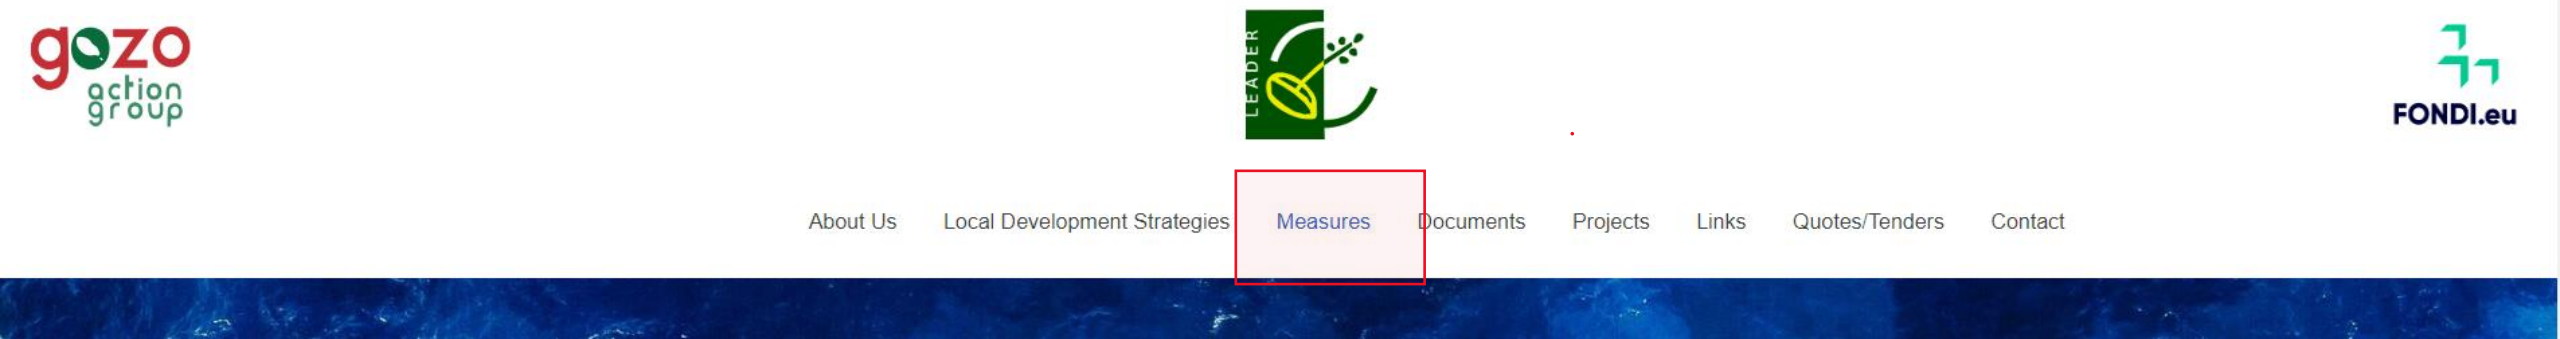 gozo
action
group
LEADER
FONDI.eu
About Us Local Development Strategies Measures Documents Projects Links Quotes/Tenders Contact